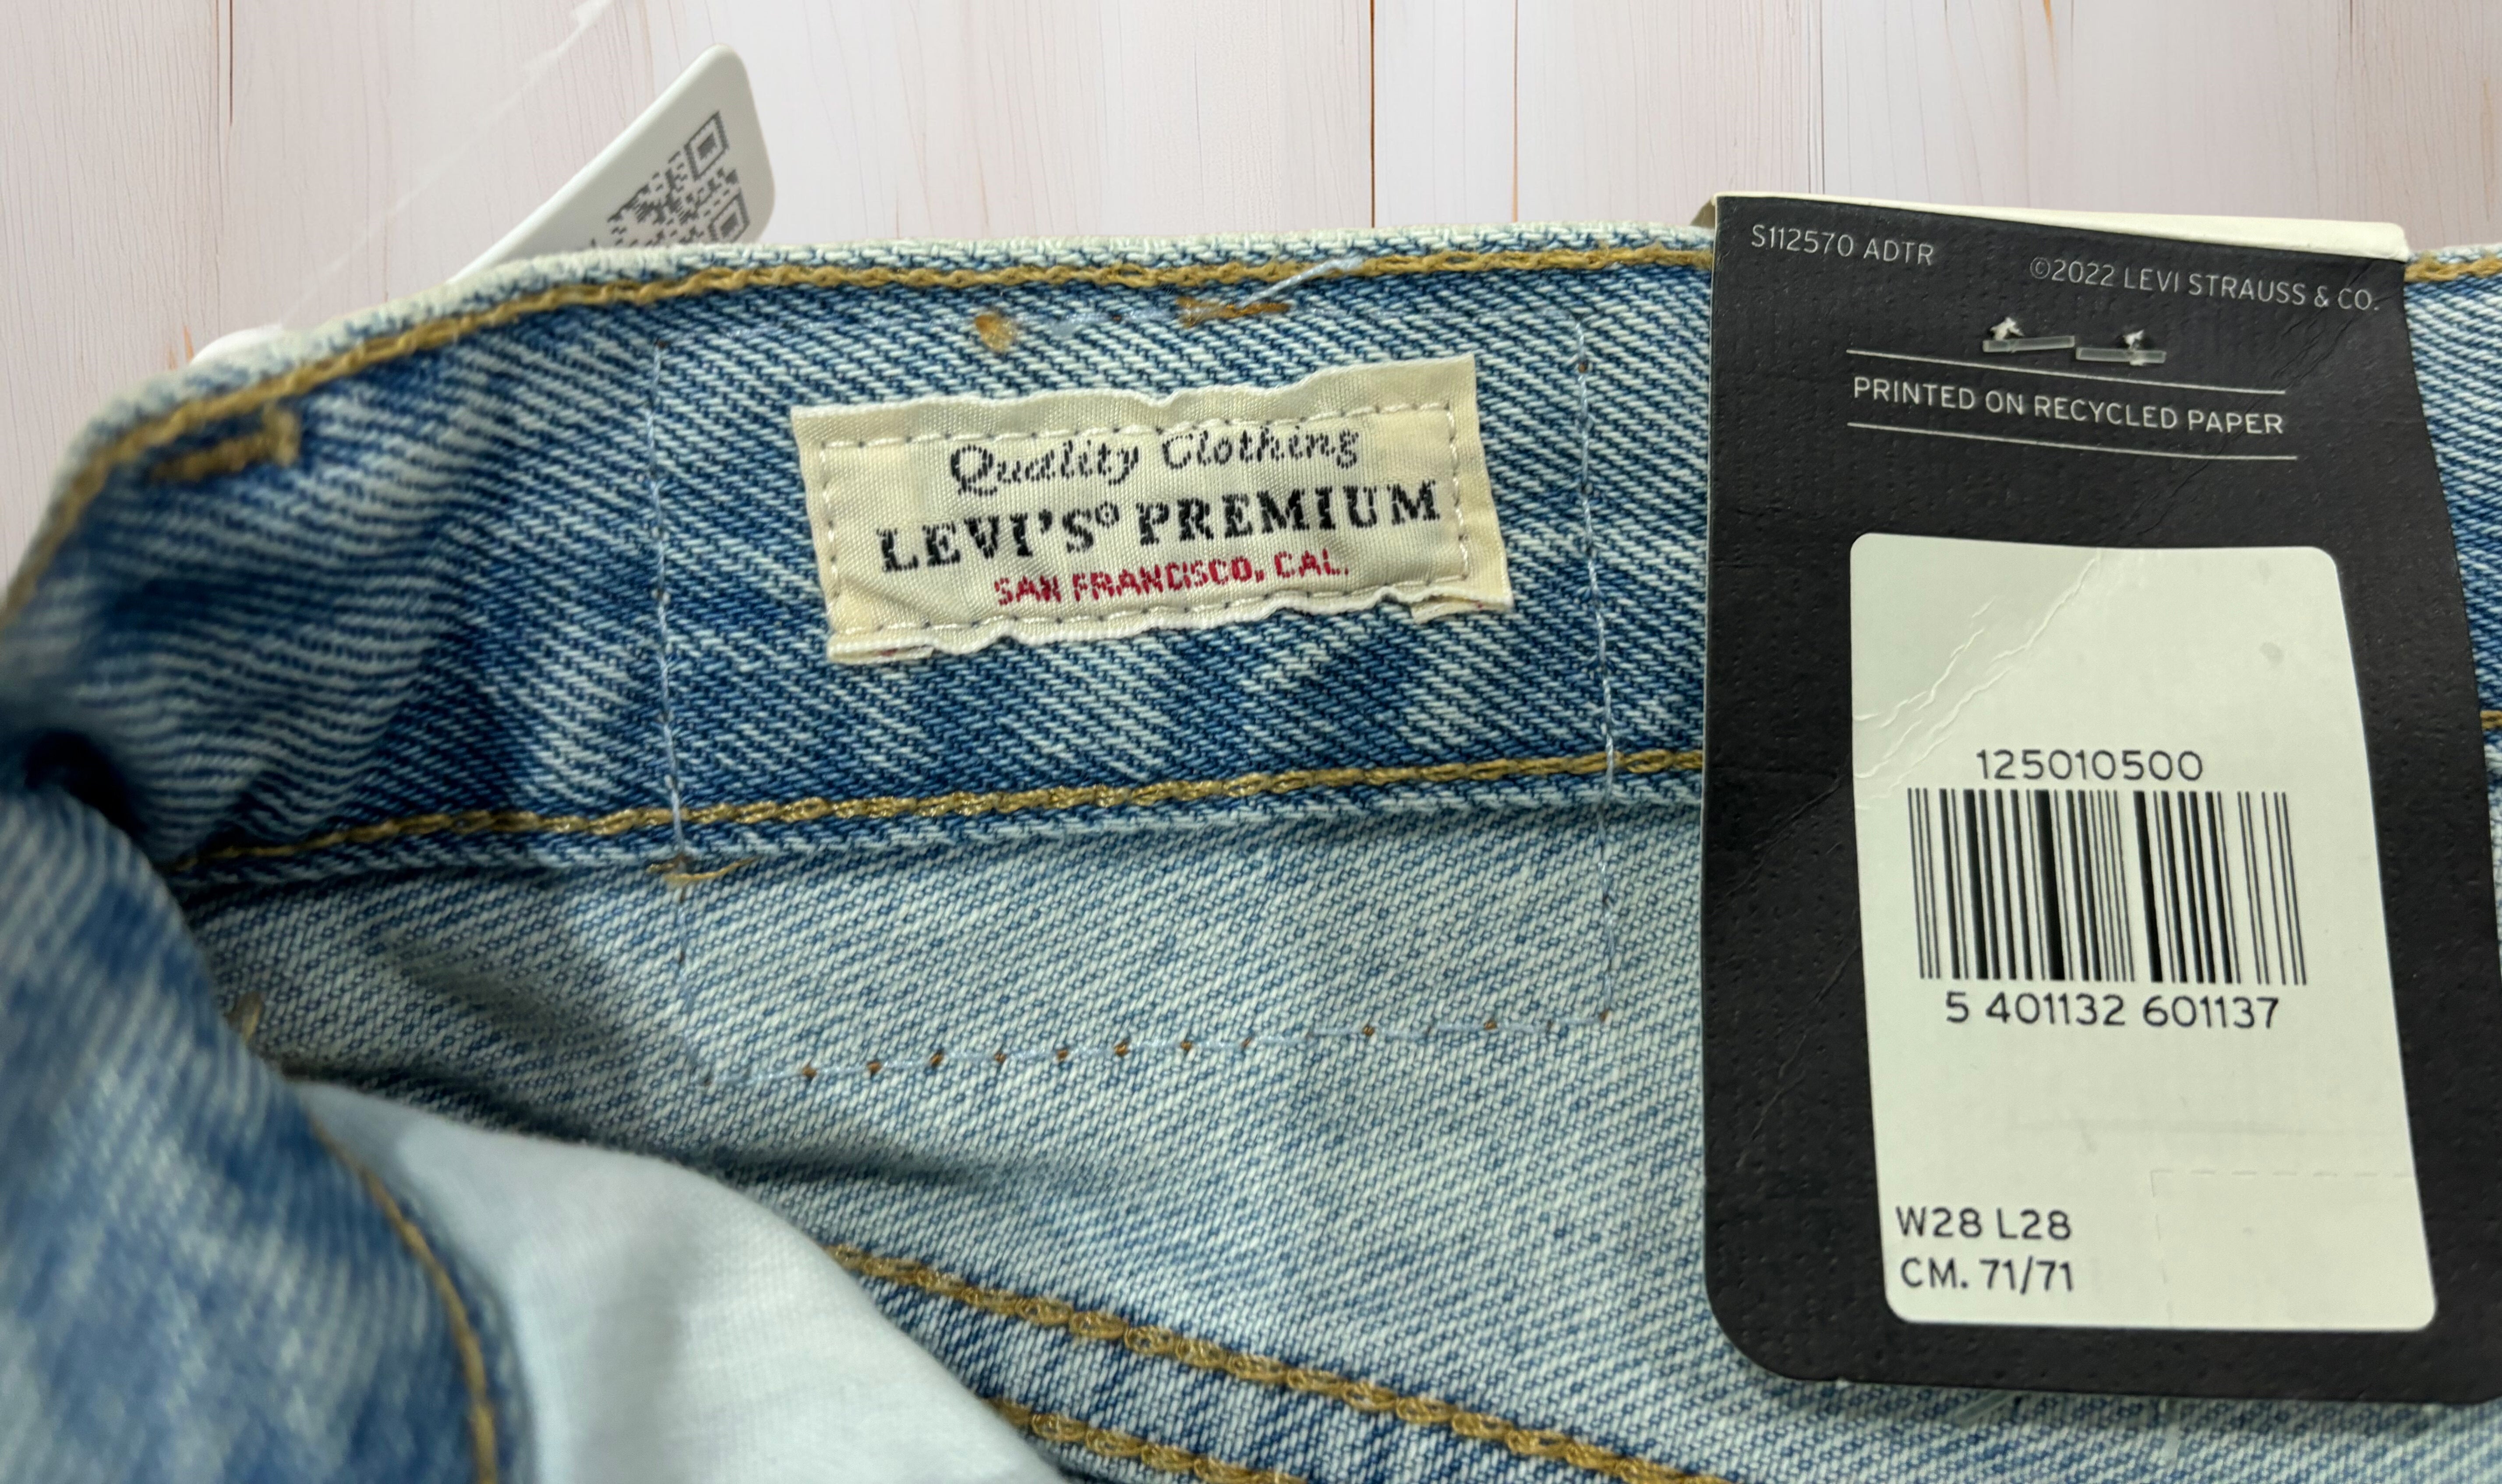 Quality Clothing
LEVI'S® PREMIUM
SAN FRANCISCO, CAL.
S112570 ADTR
©2022 LEVI STRAUSS & CO.
PRINTED ON RECYCLED PAPER
125010500
5 401132 601137
W28 L28
CM. 71/71